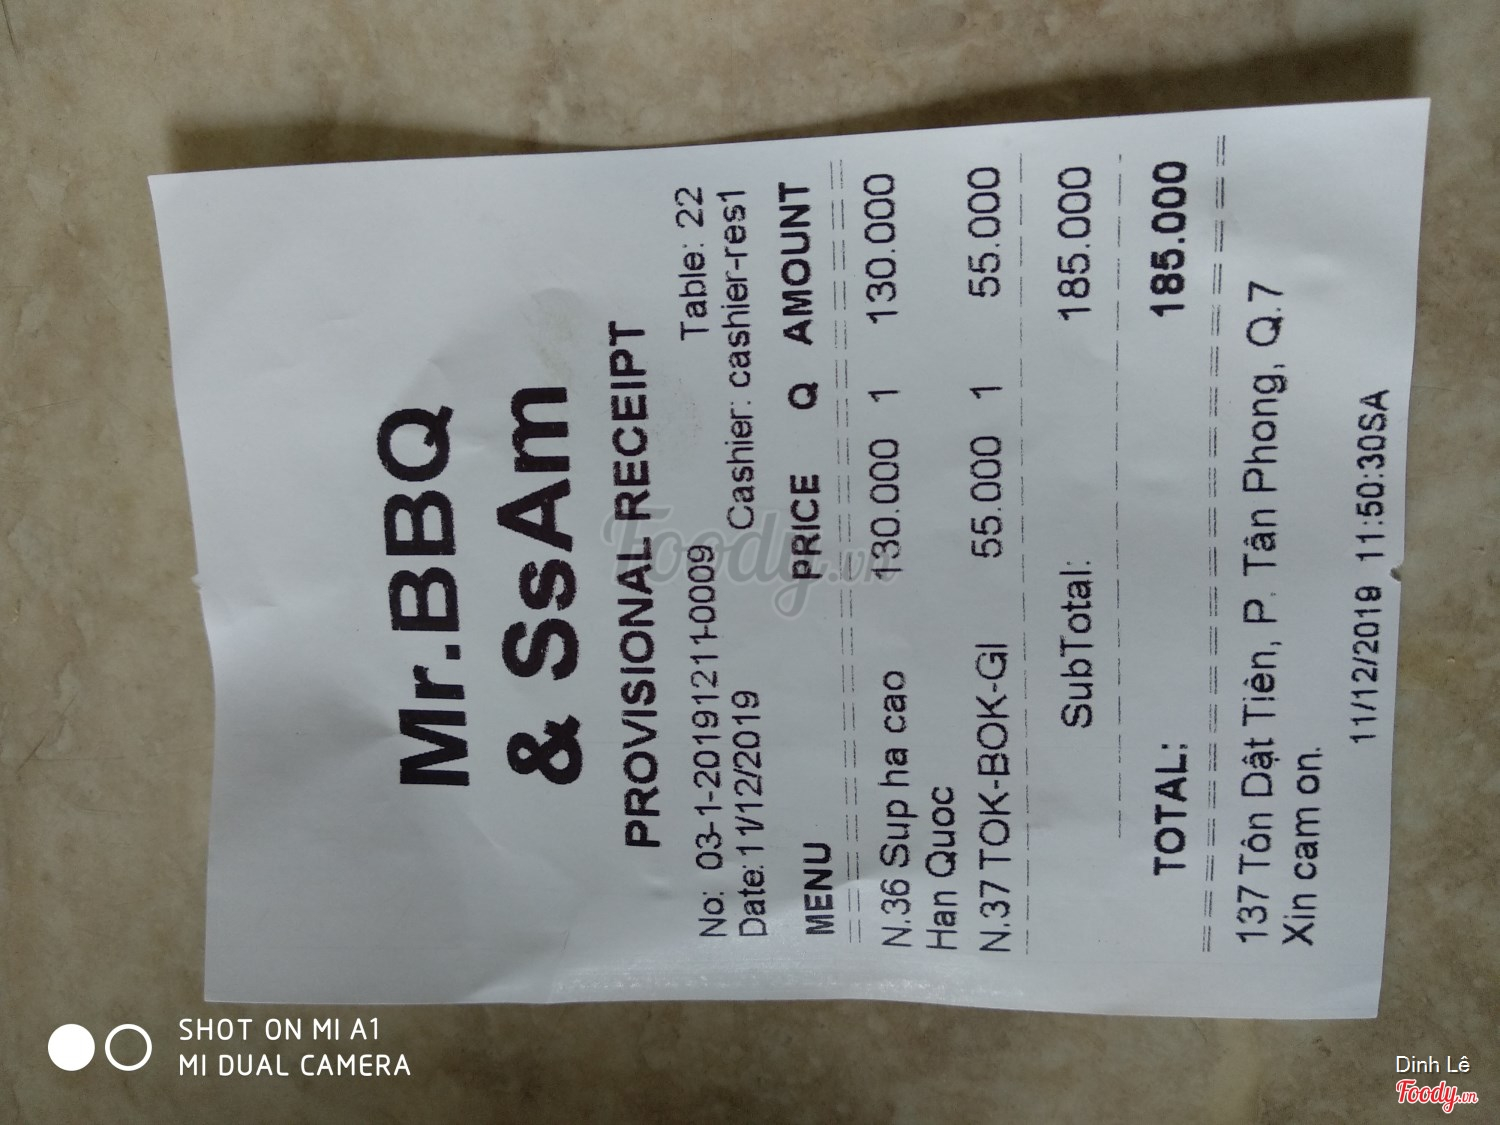 Mr.BBQ
& SsAm
PROVISIONAL RECEIPT
No: 03-1-20191211-0009 Table: 22
Date: 11/12/2019 Cashier: cashier-res1
MENU PRICE Q AMOUNT
N.36 Sup ha cao 130.000 1 130.000
Han Quoc
N.37 TOK-BOK-GI 55.000 1 55.000
SubTotal: 185.000
TOTAL: 185.000
137 Tôn Dật Tiên, P. Tân Phong, Q.7
Xin cam on.
11/12/2019 11:50:30SA
Foody.vn
SHOT ON MI A1
MI DUAL CAMERA
Dinh Lê
Foody.vn